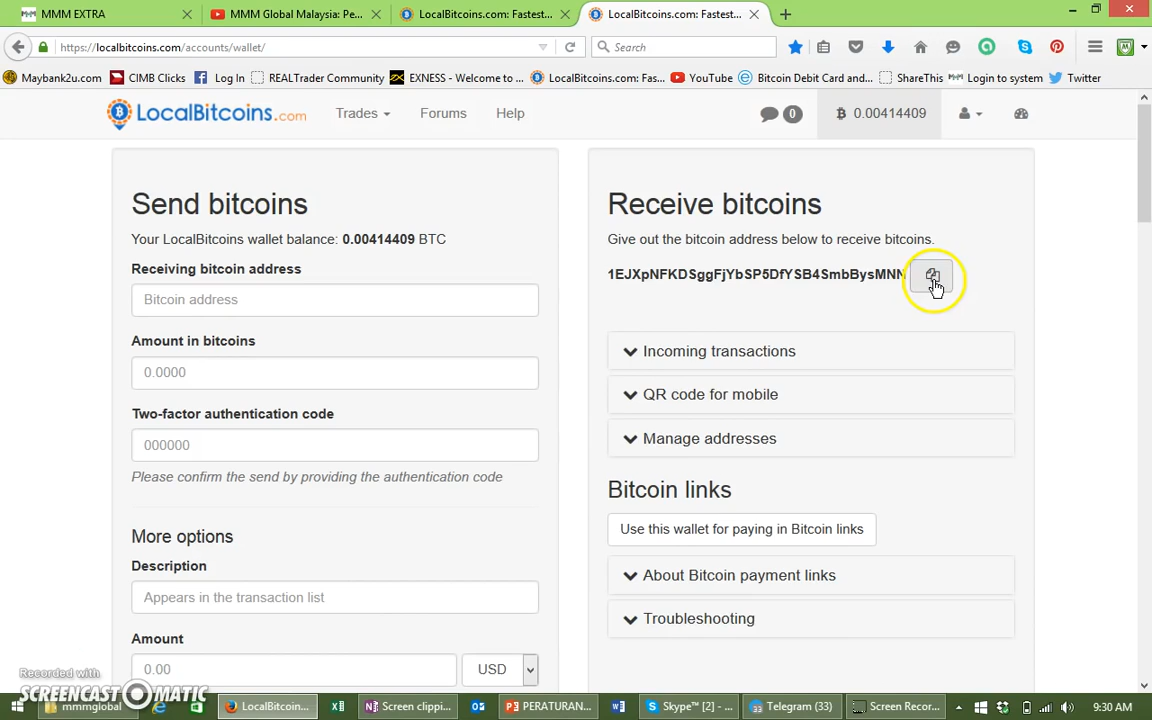 MMM EXTRA
MMM Global Malaysia: Pe...
LocalBitcoins.com: Fastest...
LocalBitcoins.com: Fastest...
https://localbitcoins.com/accounts/wallet/
Search
Maybank2u.com
CIMB Clicks
Log In
REALTrader Community
EXNESS - Welcome to ...
LocalBitcoins.com: Fas...
YouTube
Bitcoin Debit Card and...
ShareThis
Login to system
Twitter
LocalBitcoins.com
Trades
Forums
Help
0
0.00414409
Send bitcoins
Your LocalBitcoins wallet balance: 0.00414409 BTC
Receiving bitcoin address
Bitcoin address
Amount in bitcoins
0.0000
Two-factor authentication code
000000
Please confirm the send by providing the authentication code
More options
Description
Appears in the transaction list
Amount
0.00
USD
Receive bitcoins
Give out the bitcoin address below to receive bitcoins.
1EJXpNFKDSggFjYbSP5DfYSB4SmbBysMNN
Incoming transactions
QR code for mobile
Manage addresses
Bitcoin links
Use this wallet for paying in Bitcoin links
About Bitcoin payment links
Troubleshooting
Recorded with
SCREENCAST MATIC
mmmglobal
LocalBitcoin...
Screen clippi...
PERATURAN...
Skype™ [2] - ...
Telegram (33)
Screen Recor...
9:30 AM